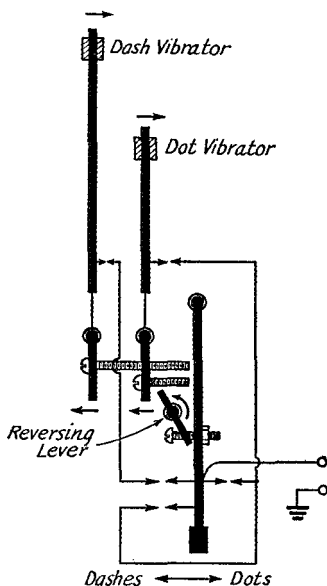 Dash Vibrator
Dot Vibrator
Reversing
Lever
Dashes
Dots